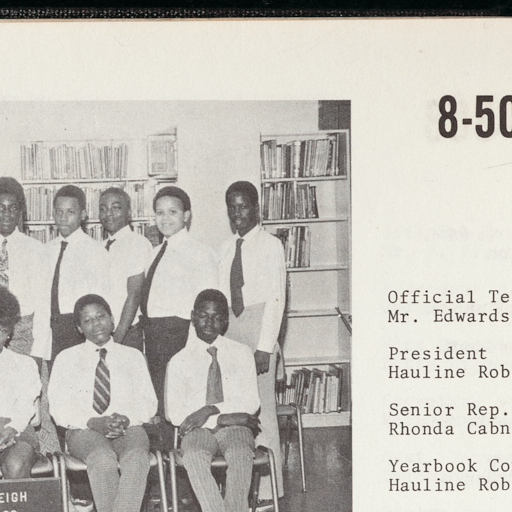 8-50
Official Te
Mr. Edwards
President
Hauline Rob
Senior Rep.
Rhonda Cabn
Yearbook Co
Hauline Rob
EIGH